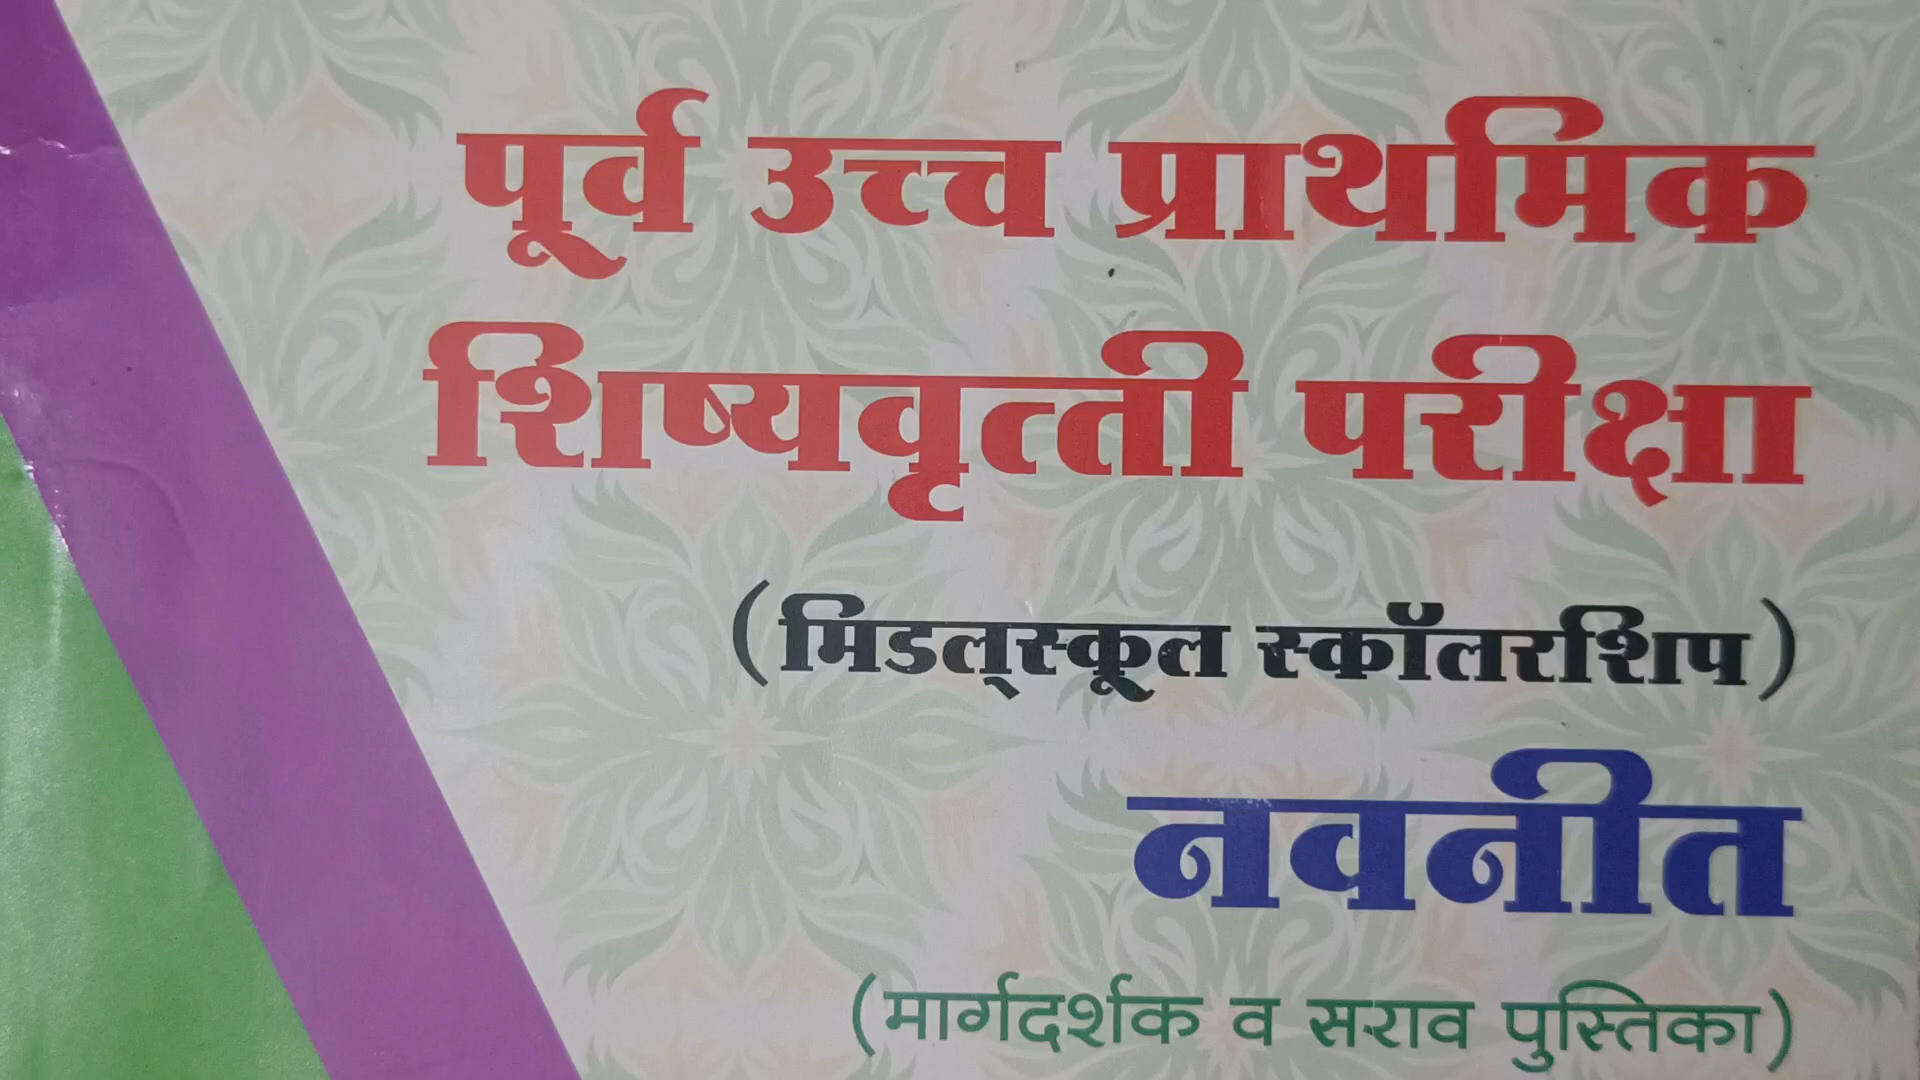 पूर्व उच्च प्राथमिक
शिष्यवृत्ती परीक्षा
(मिडल्स्कूल स्कॉलरशिप)
नवनीत
(मार्गदर्शक व सराव पुस्तिका)